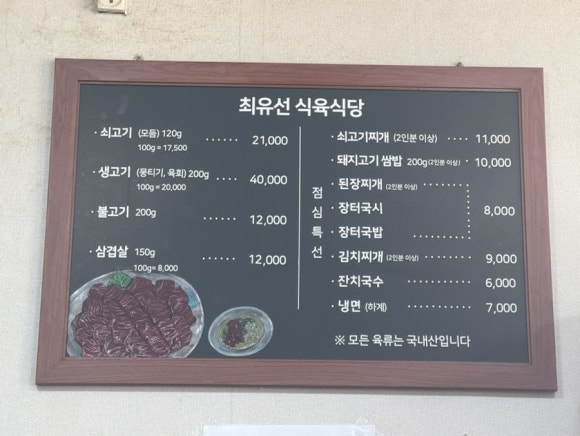 최유선 식육식당
· 쇠고기 (모듬) 120g ...... 21,000
100g = 17,500
· 생고기 (뭉티기, 육회) 200g .... 40,000
100g = 20,000
· 불고기 200g ...... 12,000
· 삼겹살 150g ...... 12,000
100g= 8,000
점심특선
· 쇠고기찌개 (2인분 이상) .... 11,000
· 돼지고기 쌈밥 200g (2인분 이상) · 10,000
· 된장찌개 (2인분 이상)
· 장터국시 8,000
· 장터국밥
· 김치찌개 (2인분 이상) ...... 9,000
· 잔치국수 ...... 6,000
· 냉면 (하계) ...... 7,000
※ 모든 육류는 국내산입니다